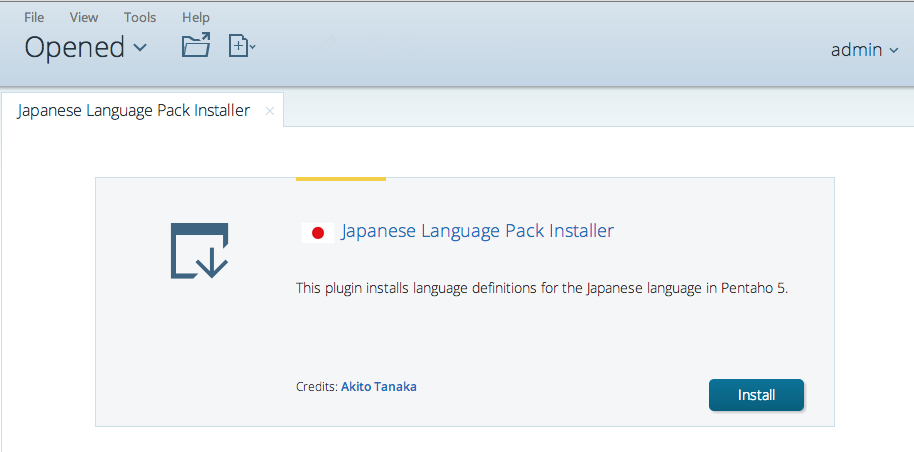 File View Tools Help
Opened
admin
Japanese Language Pack Installer
Japanese Language Pack Installer
This plugin installs language definitions for the Japanese language in Pentaho 5.
Credits: Akito Tanaka
Install